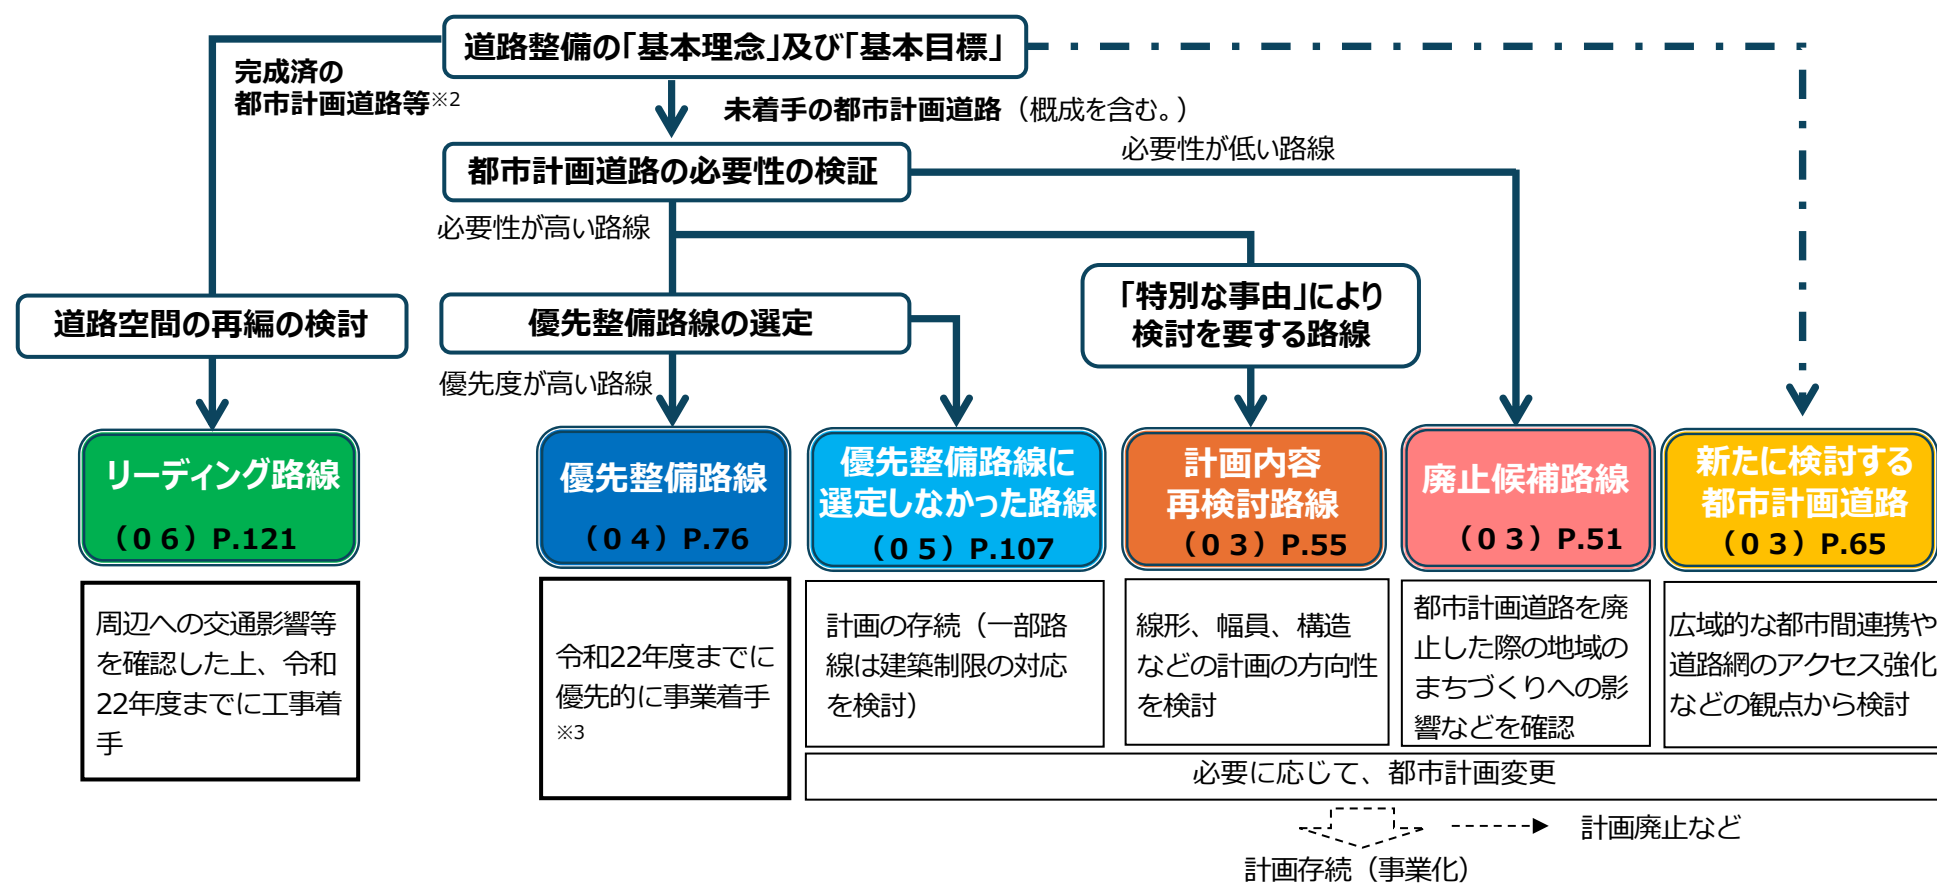 道路整備の「基本理念」及び「基本目標」
完成済の
都市計画道路等※2
未着手の都市計画道路（概成を含む。）
必要性が低い路線
都市計画道路の必要性の検証
必要性が高い路線
「特別な事由」により
検討を要する路線
道路空間の再編の検討
優先整備路線の選定
優先度が高い路線
リーディング路線
（０６）P.121
優先整備路線
（０４）P.76
優先整備路線に
選定しなかった路線
（０５）P.107
計画内容
再検討路線
（０３）P.55
廃止候補路線
（０３）P.51
新たに検討する
都市計画道路
（０３）P.65
周辺への交通影響等
を確認した上、令和
22年度までに工事着
手
令和22年度までに
優先的に事業着手
※3
計画の存続（一部路
線は建築制限の対応
を検討）
線形、幅員、構造
などの計画の方向性
を検討
都市計画道路を廃
止した際の地域の
まちづくりへの影
響などを確認
広域的な都市間連携や
道路網のアクセス強化
などの観点から検討
必要に応じて、都市計画変更
計画廃止など
計画存続（事業化）